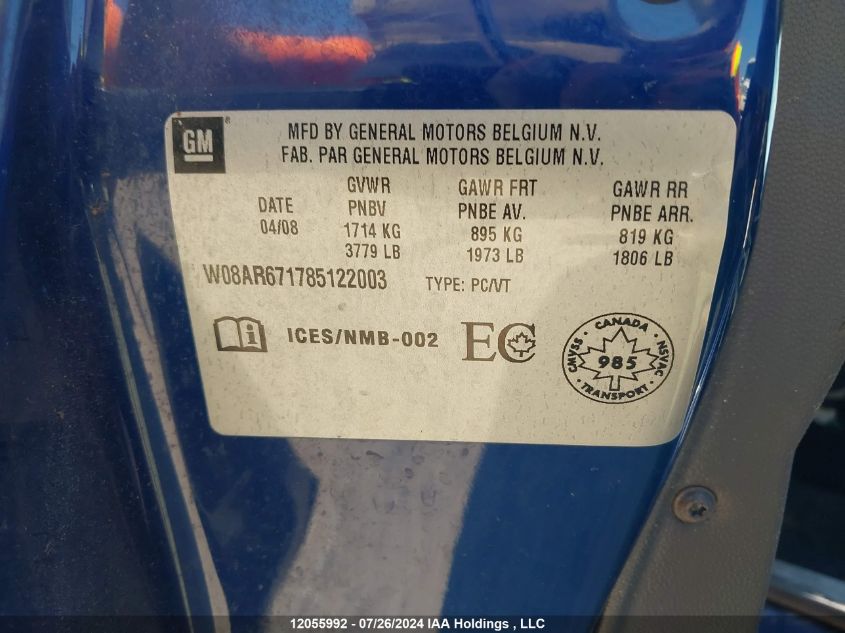 GM
MFD BY GENERAL MOTORS BELGIUM N.V.
FAB. PAR GENERAL MOTORS BELGIUM N.V.
DATE
04/08
GVWR
PNBV
1714 KG
3779 LB
GAWR FRT
PNBE AV.
895 KG
1973 LB
GAWR RR
PNBE ARR.
819 KG
1806 LB
W08AR671785122003 TYPE: PC/VT
i ICES/NMB-002 EC
CANADA
CMVSS 985 NSVAC
TRANSPORT
12055992 - 07/26/2024 IAA Holdings , LLC